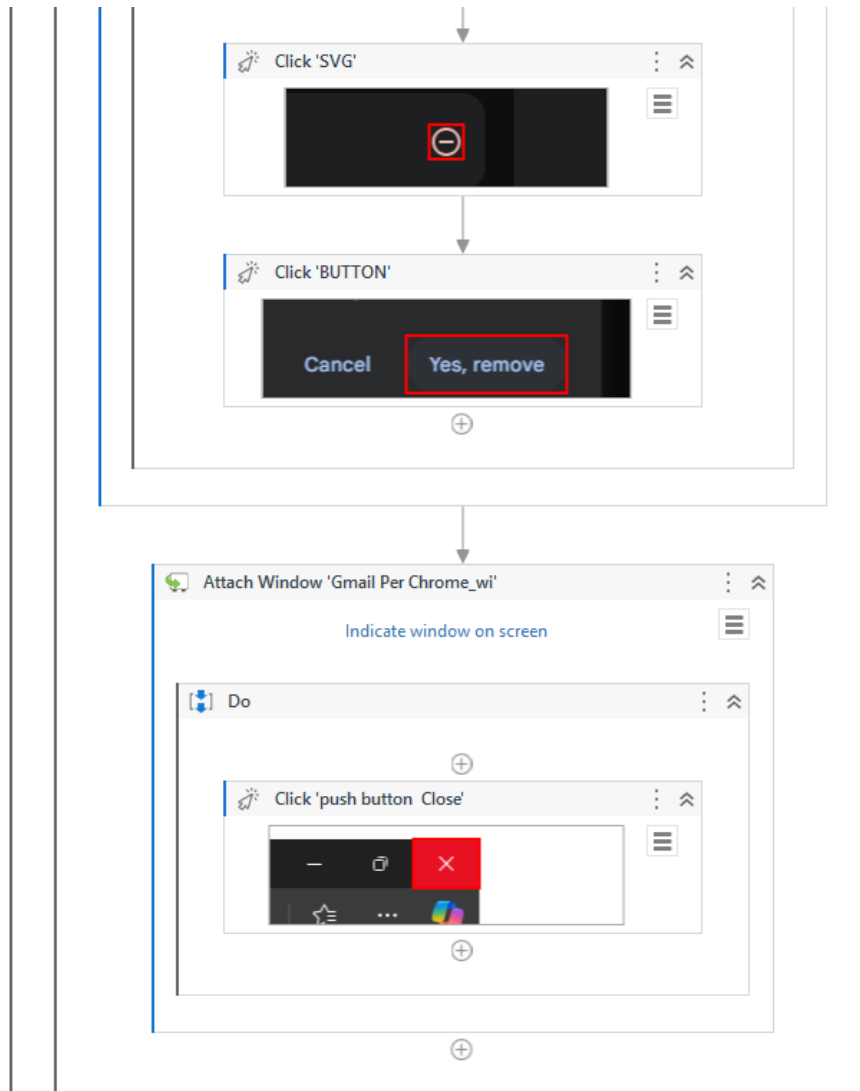 Click 'SVG'
Click 'BUTTON'
Cancel Yes, remove
Attach Window 'Gmail Per Chrome_wi'
Indicate window on screen
Do
Click 'push button  Close'